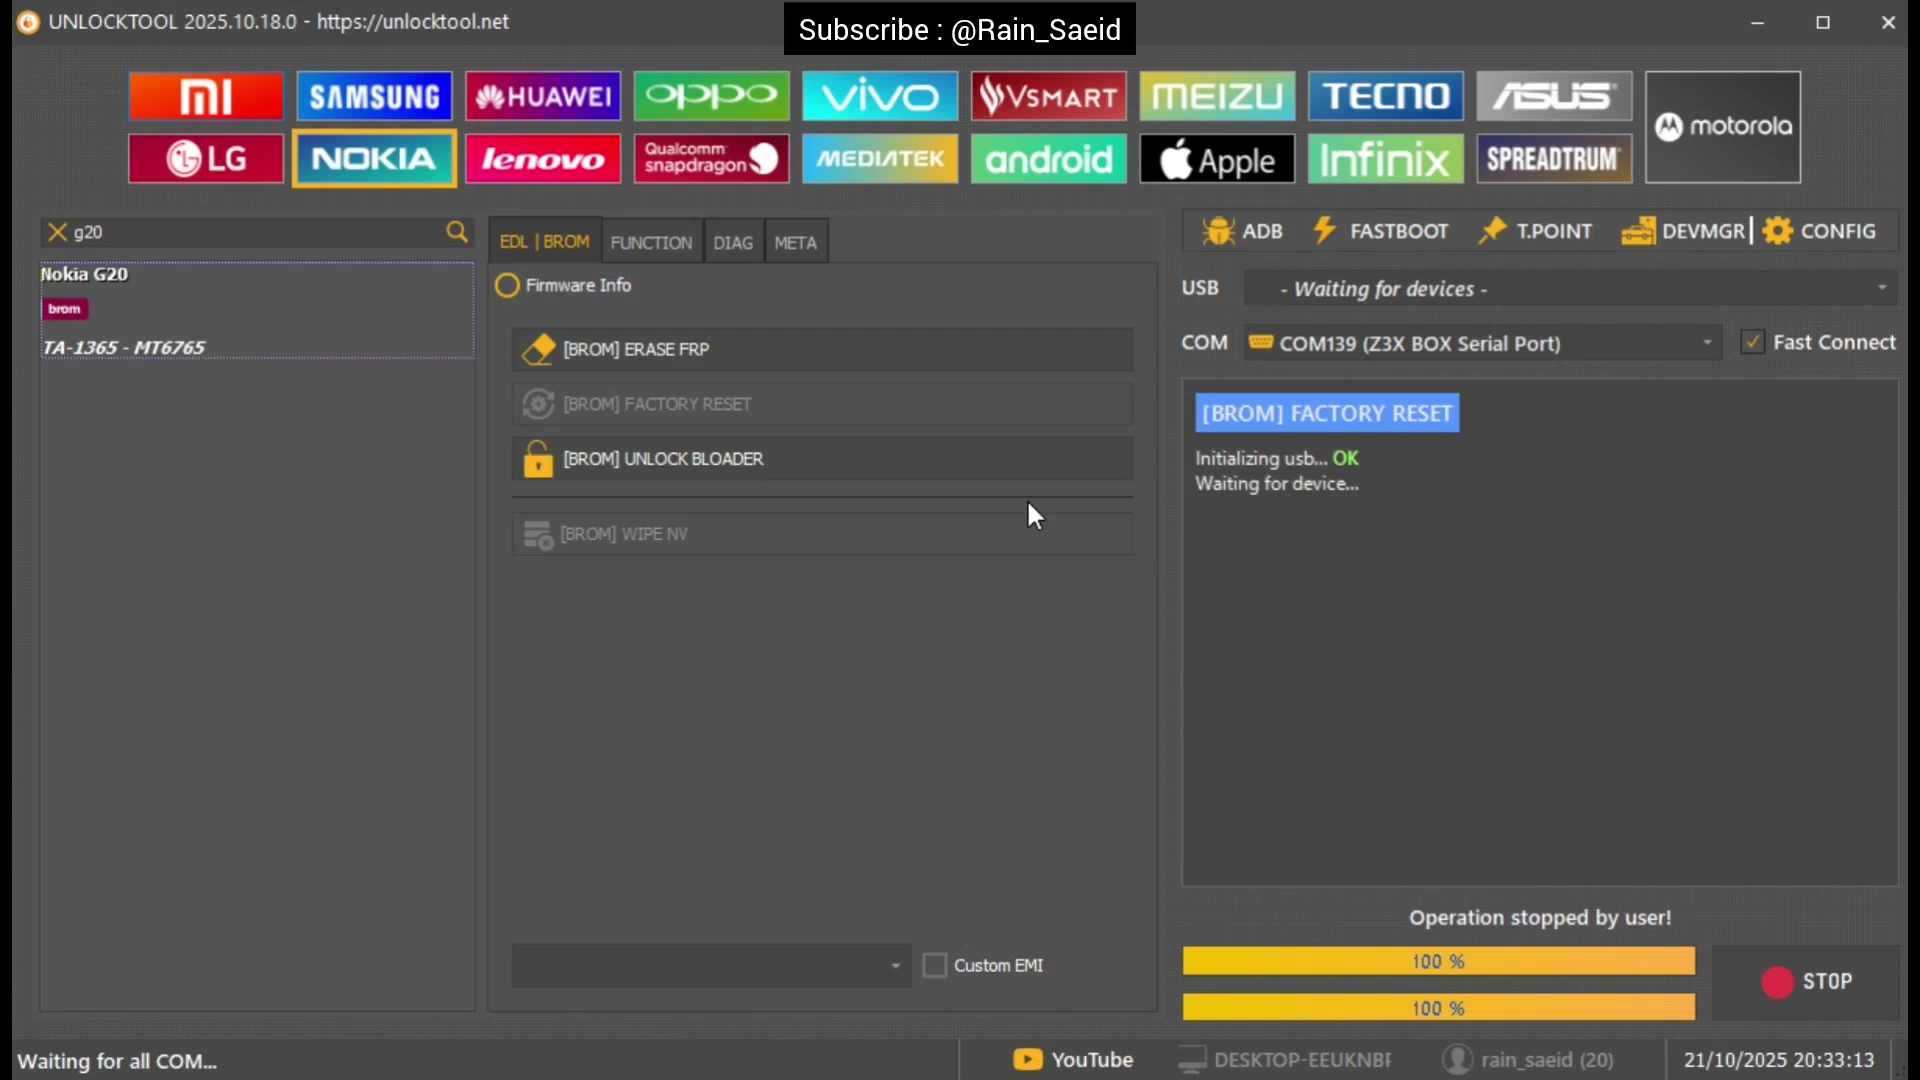 UNLOCKTOOL 2025.10.18.0 - https://unlocktool.net
Subscribe : @Rain_Saeid
mi SAMSUNG HUAWEI oppo vivo VSMART MEIZU TECNO ASUS motorola
LG NOKIA lenovo Qualcomm snapdragon MEDIATEK android Apple Infinix SPREADTRUM
g20
Nokia G20
brom
TA-1365 - MT6765
EDL | BROM FUNCTION DIAG META
Firmware Info
[BROM] ERASE FRP
[BROM] FACTORY RESET
[BROM] UNLOCK BLOADER
[BROM] WIPE NV
Custom EMI
ADB FASTBOOT T.POINT DEVMGR CONFIG
USB - Waiting for devices -
COM COM139 (Z3X BOX Serial Port) Fast Connect
[BROM] FACTORY RESET
Initializing usb... OK
Waiting for device...
Operation stopped by user!
100 %
100 %
STOP
Waiting for all COM... YouTube rain_saeid (20) 21/10/2025 20:33:13